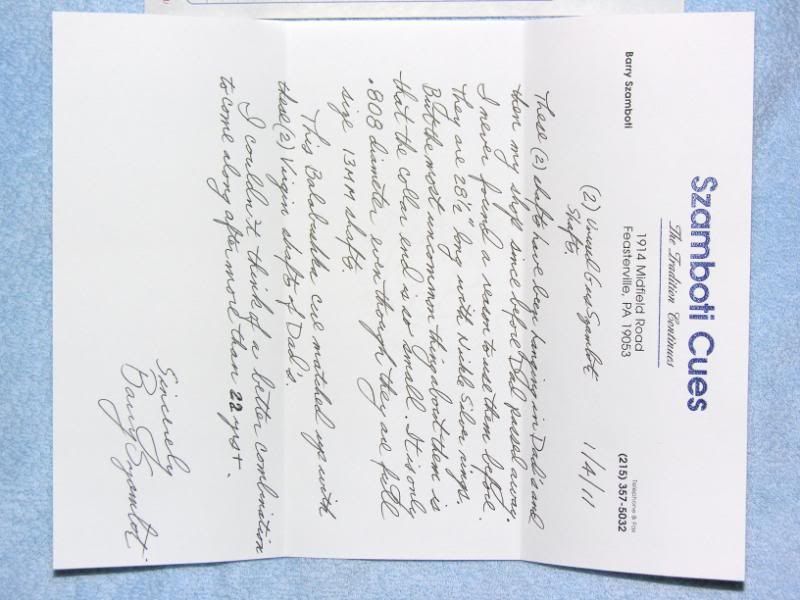 Szamboti Cues
The Tradition Continues
Barry Szamboti
1914 Midfield Road
Feasterville, PA 19053
Telephone & Fax
(215) 357-5032
(2) Unused Gus Szamboti 1/4/11
Shafts.
These (2) shafts have been hanging in Dad's and
then my shop since before Dad passed away.
I never found a reason to use them before.
They are 28½" long with Nickle Silver rings.
But the most uncommon thing about them is
that the collar end is so small. It is only
.808 diameter even though they are full
size 13MM shafts.
This Balabushka cue matched up with
these (2) Virgin shafts of Dad's.
I couldn't think of a better combination
to come along after more than 22 yrs+.
Sincerely
Barry Szamboti